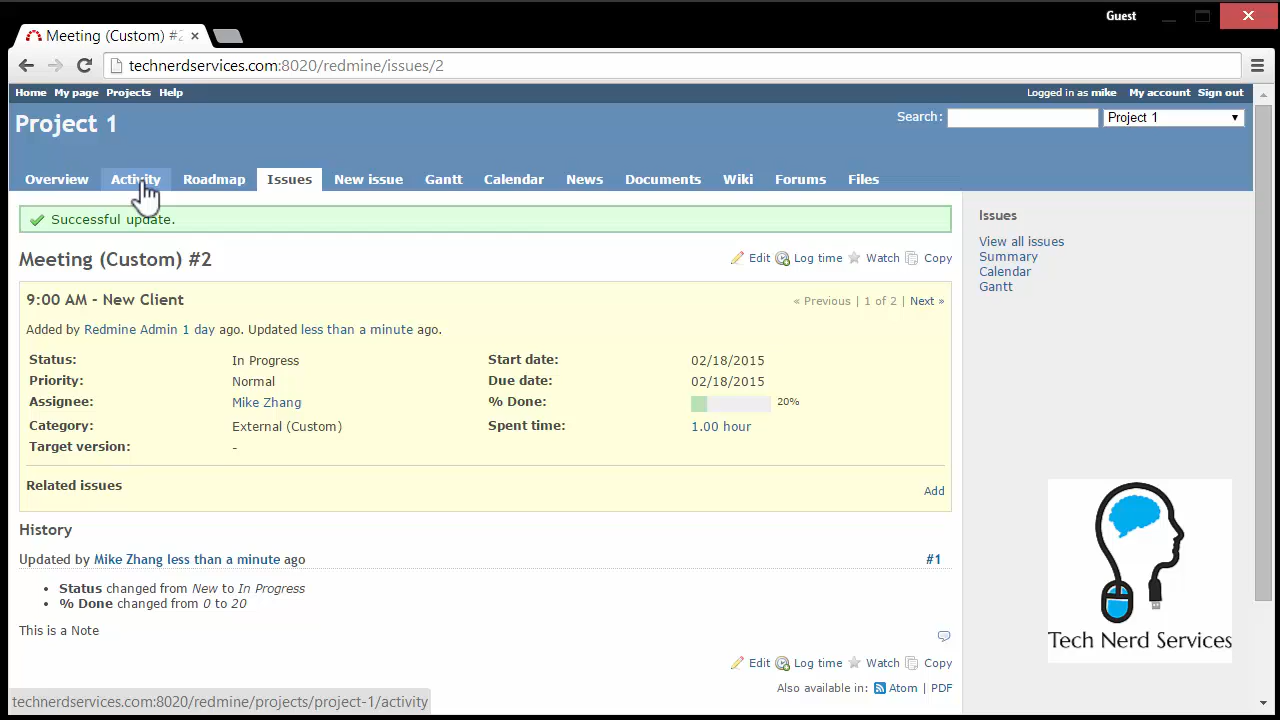 Guest
Meeting (Custom) #2
technerdservices.com:8020/redmine/issues/2
Home My page Projects Help
Logged in as mike My account Sign out
Project 1
Search:
Project 1
Overview Activity Roadmap Issues New issue Gantt Calendar News Documents Wiki Forums Files
Successful update.
Meeting (Custom) #2
Edit Log time Watch Copy
9:00 AM - New Client
« Previous | 1 of 2 | Next »
Added by Redmine Admin 1 day ago. Updated less than a minute ago.
Status: In Progress Start date: 02/18/2015
Priority: Normal Due date: 02/18/2015
Assignee: Mike Zhang % Done: 20%
Category: External (Custom) Spent time: 1.00 hour
Target version: -
Related issues
Add
History
Updated by Mike Zhang less than a minute ago #1
Status changed from New to In Progress
% Done changed from 0 to 20
This is a Note
Edit Log time Watch Copy
Also available in: Atom | PDF
Issues
View all issues
Summary
Calendar
Gantt
Tech Nerd Services
technerdservices.com:8020/redmine/projects/project-1/activity